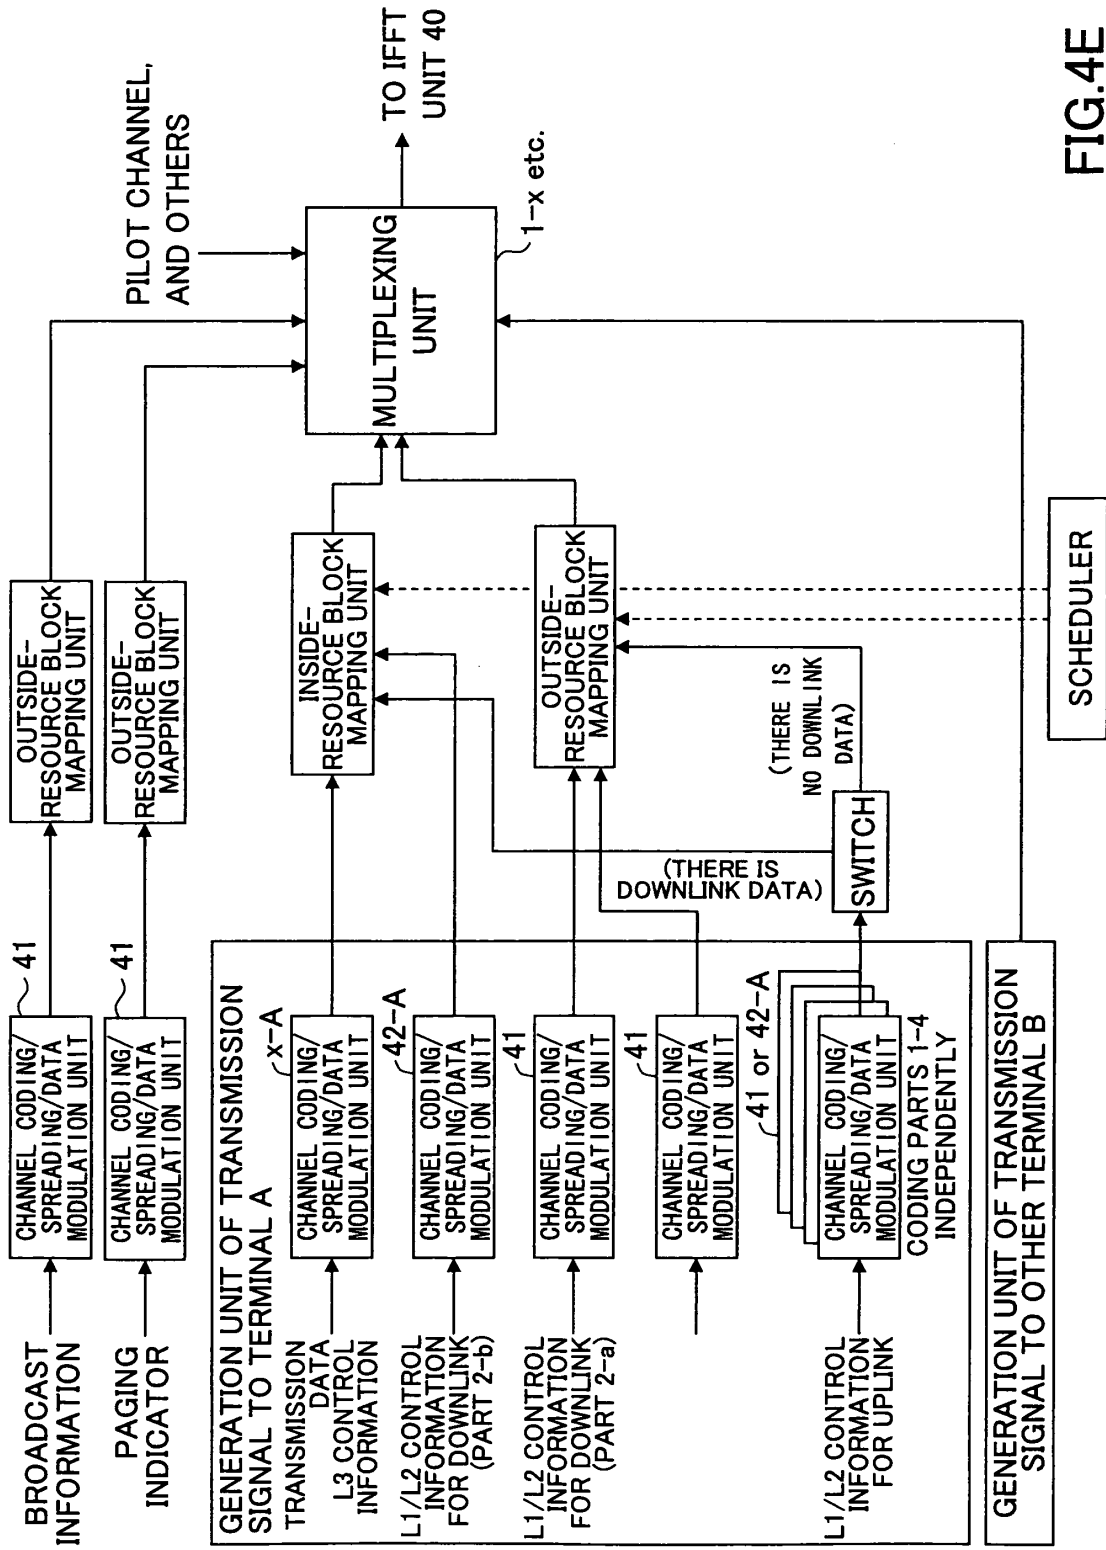 BROADCAST
INFORMATION
CHANNEL CODING/
SPREADING/DATA
MODULATION UNIT
41
OUTSIDE-
RESOURCE BLOCK
MAPPING UNIT
PAGING
INDICATOR
CHANNEL CODING/
SPREADING/DATA
MODULATION UNIT
41
OUTSIDE-
RESOURCE BLOCK
MAPPING UNIT
PILOT CHANNEL,
AND OTHERS
GENERATION UNIT OF TRANSMISSION
SIGNAL TO TERMINAL A
TRANSMISSION
DATA
L3 CONTROL
INFORMATION
CHANNEL CODING/
SPREADING/DATA
MODULATION UNIT
x-A
INSIDE-
RESOURCE BLOCK
MAPPING UNIT
MULTIPLEXING
UNIT
1-x etc.
TO IFFT
UNIT 40
L1/L2 CONTROL
INFORMATION
FOR DOWNLINK
(PART 2-b)
CHANNEL CODING/
SPREADING/DATA
MODULATION UNIT
42-A
L1/L2 CONTROL
INFORMATION
FOR DOWNLINK
(PART 2-a)
CHANNEL CODING/
SPREADING/DATA
MODULATION UNIT
41
OUTSIDE-
RESOURCE BLOCK
MAPPING UNIT
CHANNEL CODING/
SPREADING/DATA
MODULATION UNIT
41
(THERE IS
DOWNLINK DATA)
(THERE IS
NO DOWNLINK
DATA)
L1/L2 CONTROL
INFORMATION
FOR UPLINK
41 or 42-A
CHANNEL CODING/
SPREADING/DATA
MODULATION UNIT
CODING PARTS 1-4
INDEPENDENTLY
SWITCH
GENERATION UNIT OF TRANSMISSION
SIGNAL TO OTHER TERMINAL B
SCHEDULER
FIG.4E